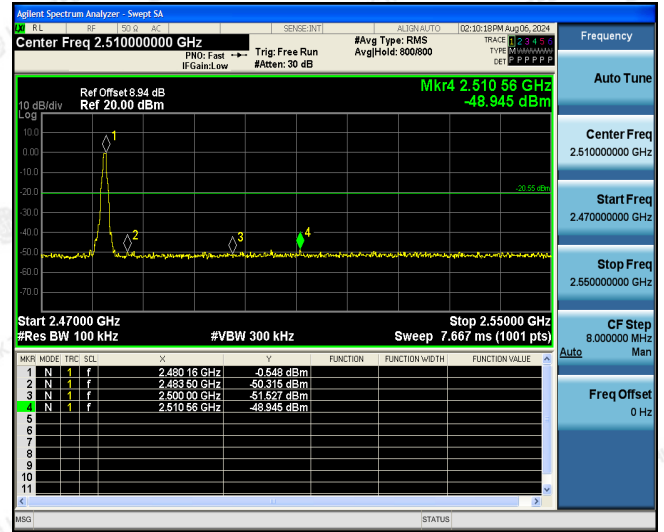 Agilent Spectrum Analyzer - Swept SA
RL RF 50 Ω AC SENSE:INT ALIGN AUTO 02:10:18 PM Aug 06, 2024
Center Freq 2.510000000 GHz
PNO: Fast
IFGain:Low
Trig: Free Run
#Atten: 30 dB
#Avg Type: RMS
Avg|Hold: 800/800
TRACE 1 2 3 4 5 6
TYPE M
DET P P P P P P
Ref Offset 8.94 dB
10 dB/div Ref 20.00 dBm
Log
Mkr4 2.510 56 GHz
-48.945 dBm
10.0
0.00
-10.0
-20.0
-30.0
-40.0
-50.0
-60.0
-70.0
1
2
3
4
-20.55 dBm
Start 2.47000 GHz Stop 2.55000 GHz
#Res BW 100 kHz #VBW 300 kHz Sweep 7.667 ms (1001 pts)
MKR MODE TRC SCL X Y FUNCTION FUNCTION WIDTH FUNCTION VALUE
1 N 1 f 2.480 16 GHz -0.548 dBm
2 N 1 f 2.483 50 GHz -50.315 dBm
3 N 1 f 2.500 00 GHz -51.527 dBm
4 N 1 f 2.510 56 GHz -48.945 dBm
5
6
7
8
9
10
11
MSG STATUS
Frequency
Auto Tune
Center Freq
2.510000000 GHz
Start Freq
2.470000000 GHz
Stop Freq
2.550000000 GHz
CF Step
8.000000 MHz
Auto Man
Freq Offset
0 Hz